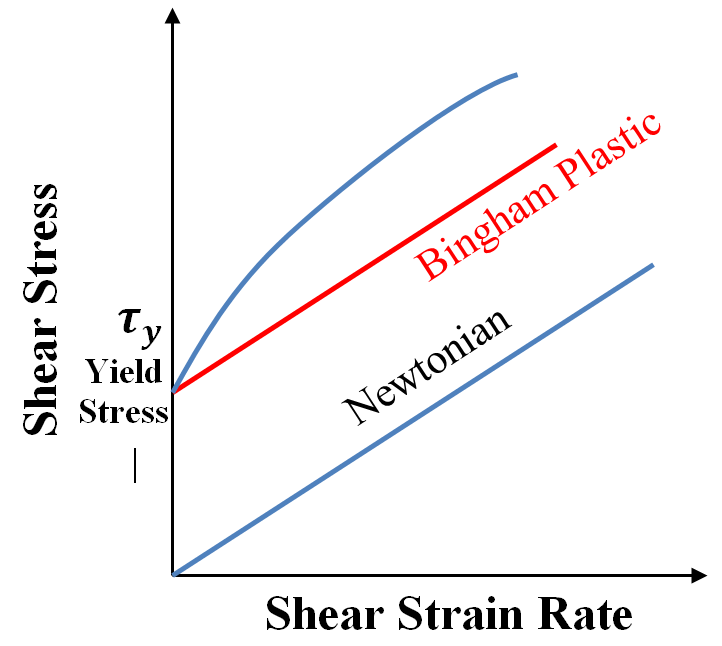 Shear Stress
τy
Yield
Stress
Bingham Plastic
Newtonian
Shear Strain Rate